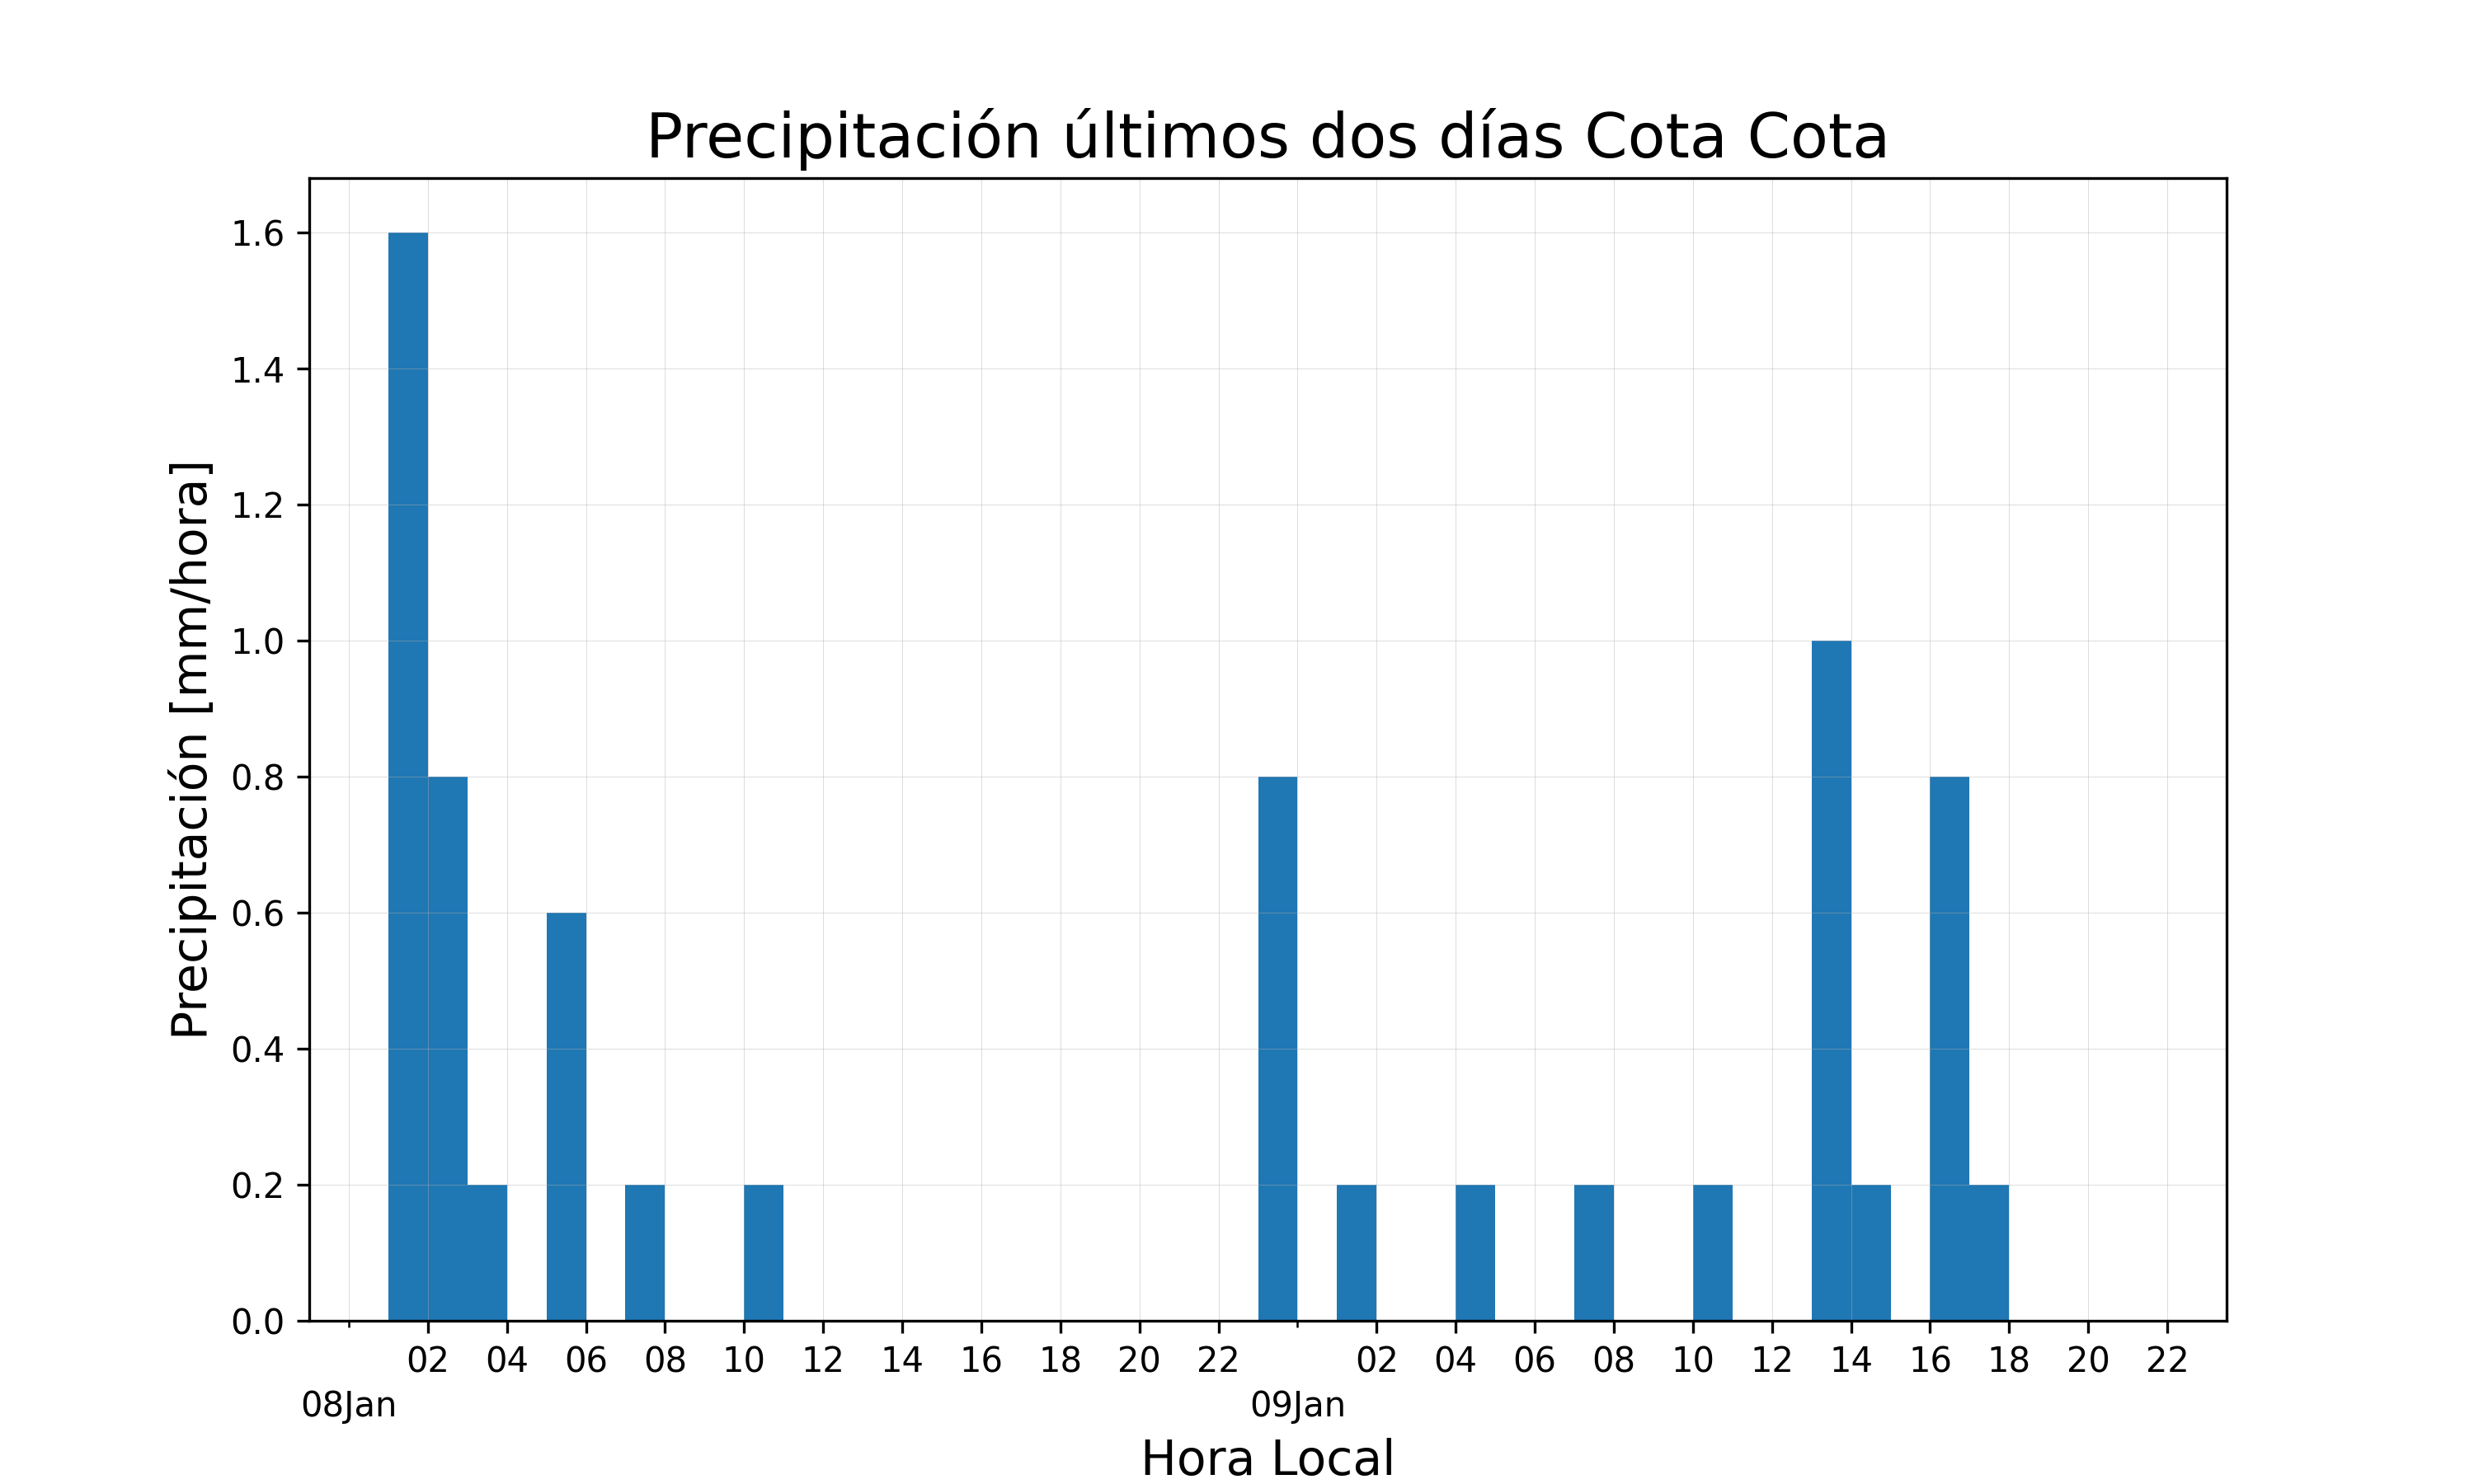 Precipitación últimos dos días Cota Cota
Precipitación [mm/hora]
1.6
1.4
1.2
1.0
0.8
0.6
0.4
0.2
0.0
02 04 06 08 10 12 14 16 18 20 22 02 04 06 08 10 12 14 16 18 20 22
08Jan 09Jan
Hora Local